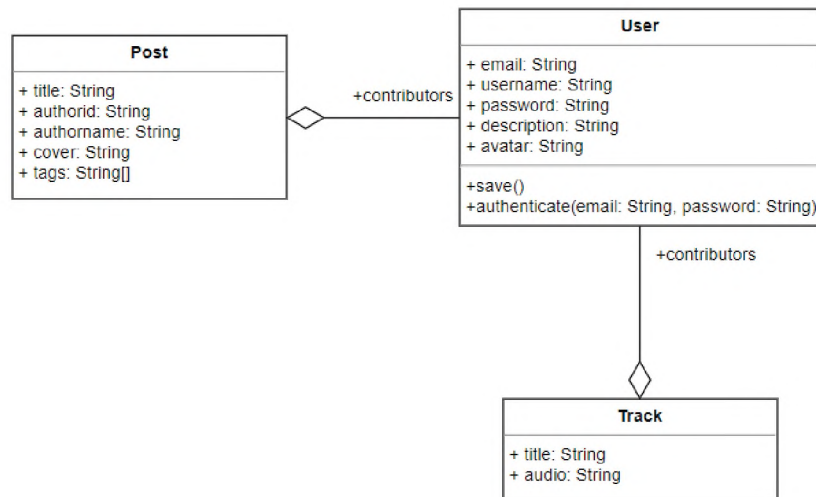 Post
+ title: String
+ authorid: String
+ authorname: String
+ cover: String
+ tags: String[]
+contributors
User
+ email: String
+ username: String
+ password: String
+ description: String
+ avatar: String
+save()
+authenticate(email: String, password: String)
+contributors
Track
+ title: String
+ audio: String